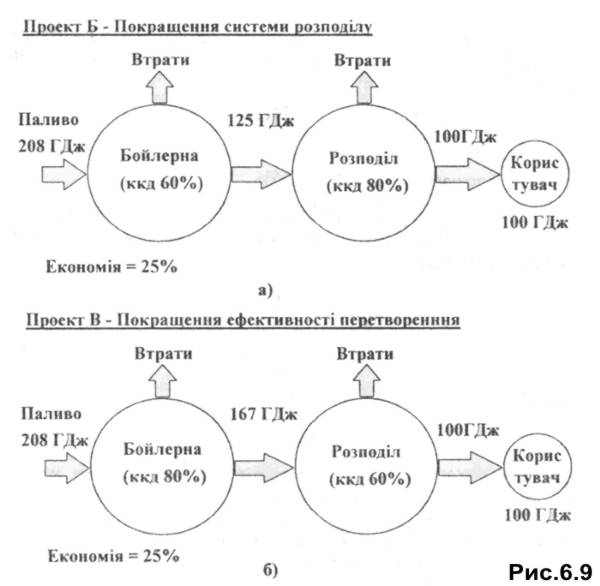 Проект Б - Покращення системи розподілу
Втрати
Втрати
Паливо
208 ГДж
125 ГДж
100ГДж
Бойлерна
(ккд 60%)
Розподіл
(ккд 80%)
Корис
тувач
100 ГДж
Економія = 25%
а)
Проект В - Покращення ефективності перетворенння
Втрати
Втрати
Паливо
208 ГДж
167 ГДж
100ГДж
Бойлерна
(ккд 80%)
Розподіл
(ккд 60%)
Корис
тувач
100 ГДж
Економія = 25%
б)
Рис.6.9